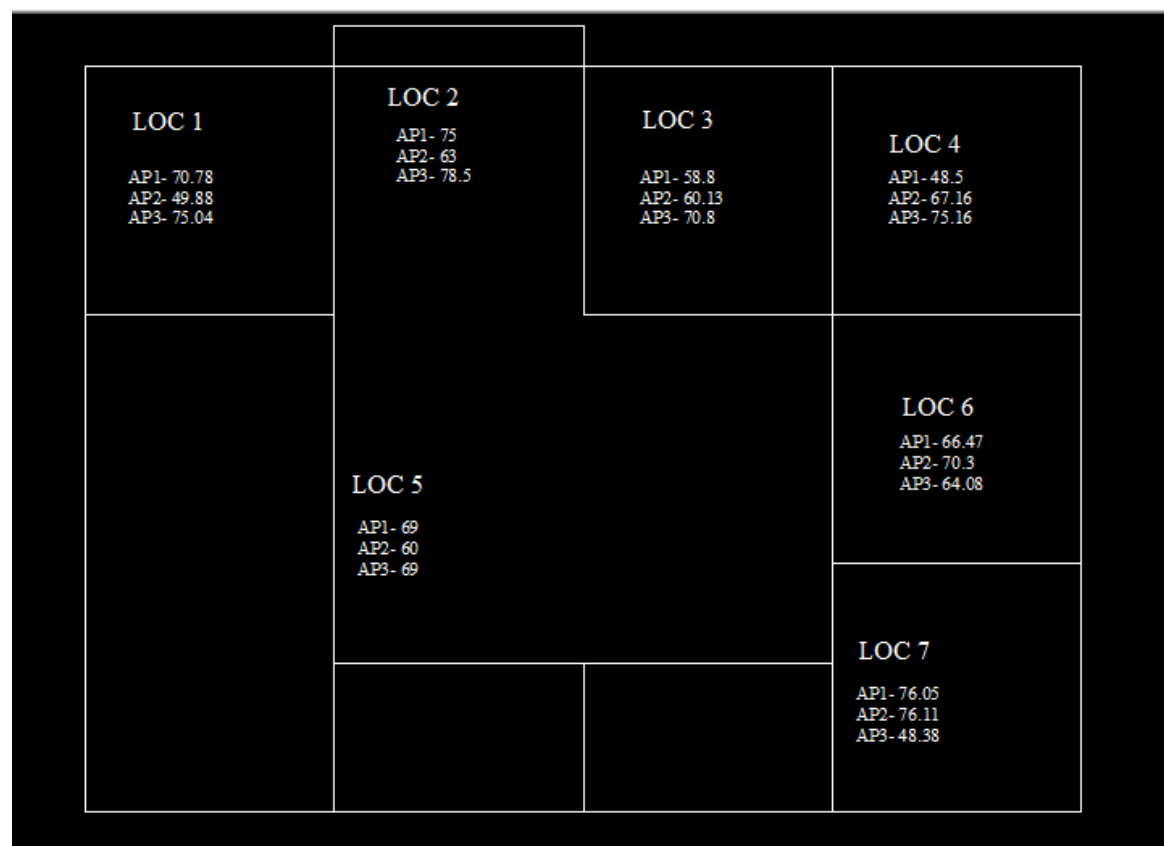 LOC 1
AP1- 70.78
AP2- 49.88
AP3- 75.04
LOC 2
AP1- 75
AP2- 63
AP3- 78.5
LOC 3
AP1- 58.8
AP2- 60.13
AP3- 70.8
LOC 4
AP1- 48.5
AP2- 67.16
AP3- 75.16
LOC 5
AP1- 69
AP2- 60
AP3- 69
LOC 6
AP1- 66.47
AP2- 70.3
AP3- 64.08
LOC 7
AP1- 76.05
AP2- 76.11
AP3- 48.38